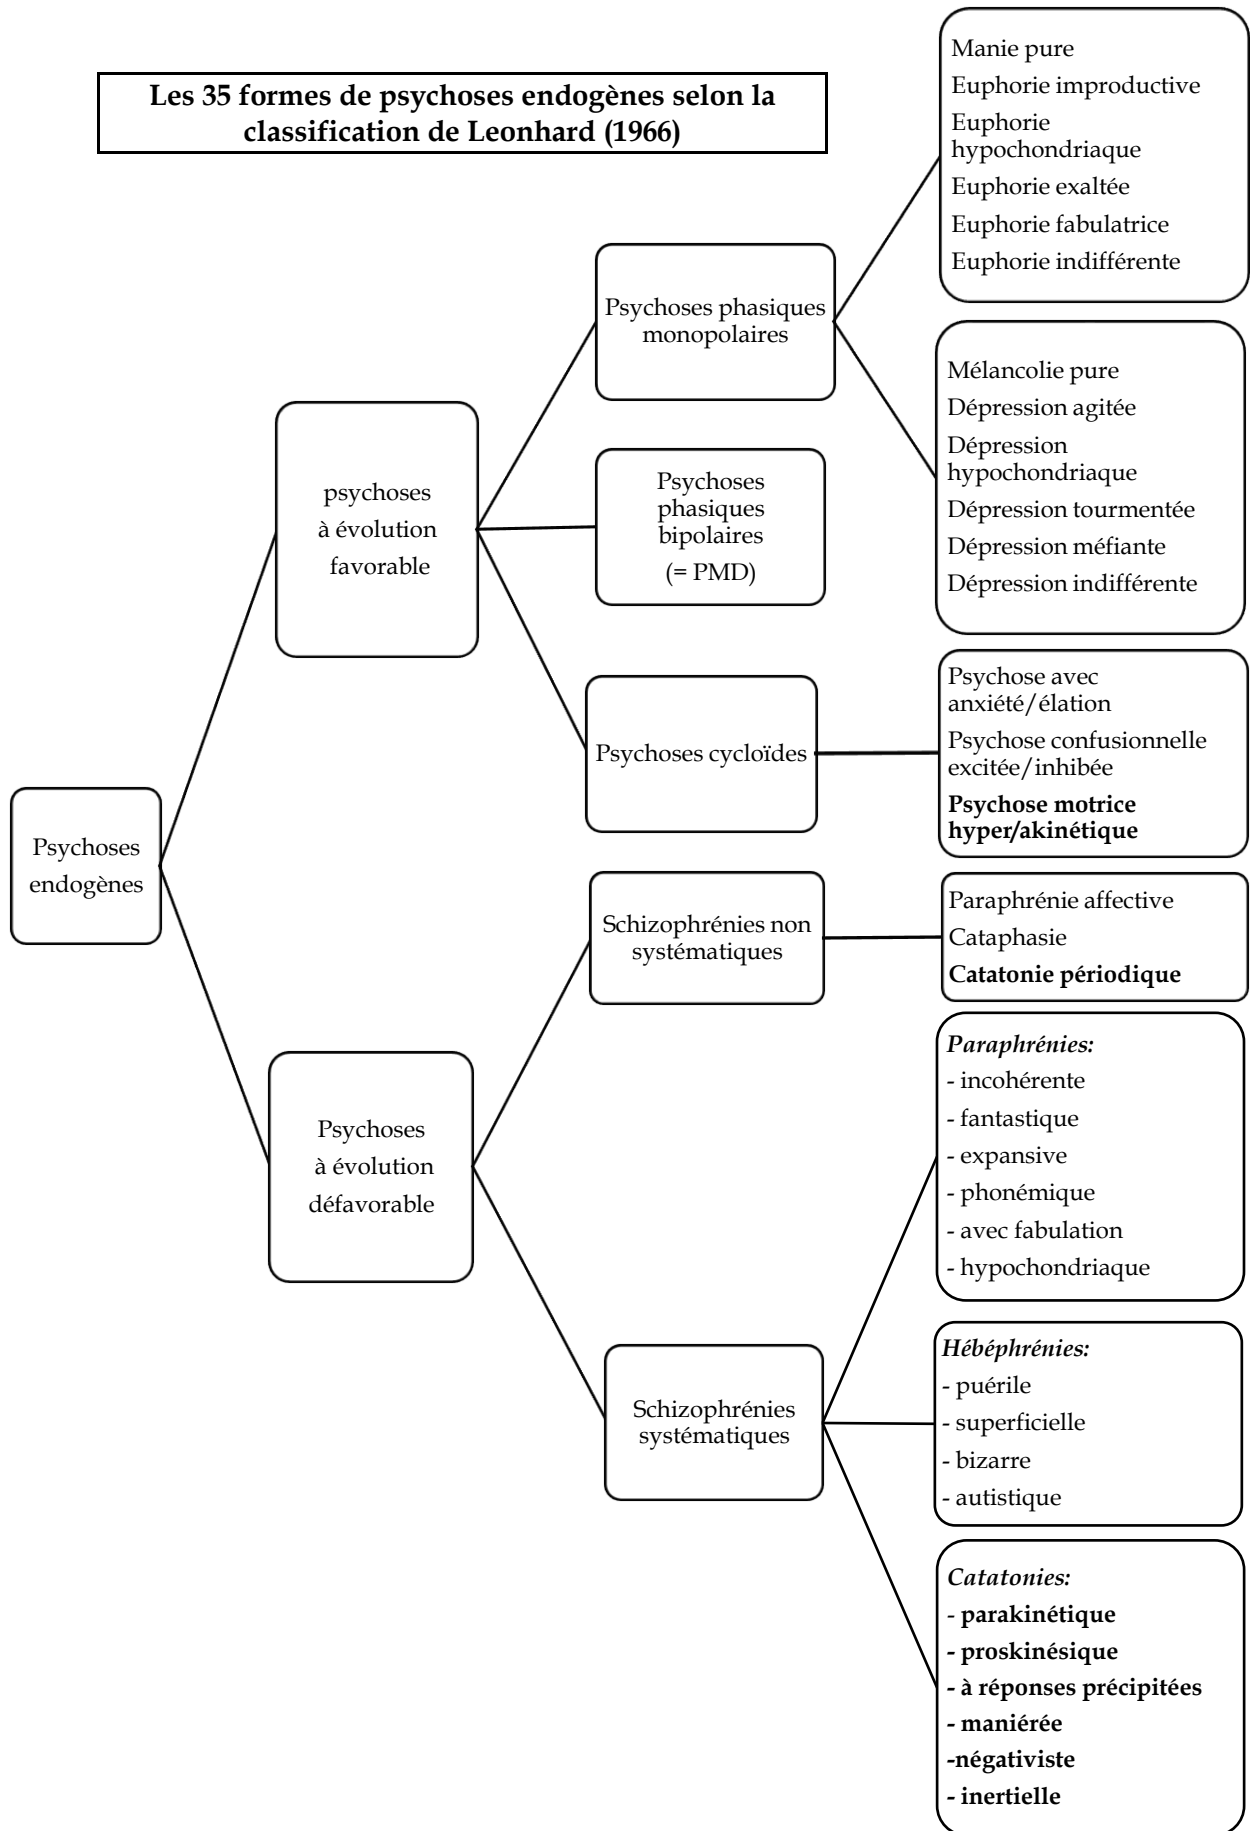 Les 35 formes de psychoses endogènes selon la
classification de Leonhard (1966)
Psychoses
endogènes
psychoses
à évolution
favorable
Psychoses phasiques
monopolaires
Manie pure
Euphorie improductive
Euphorie
hypochondriaque
Euphorie exaltée
Euphorie fabulatrice
Euphorie indifférente
Mélancolie pure
Dépression agitée
Dépression
hypochondriaque
Dépression tourmentée
Dépression méfiante
Dépression indifférente
Psychoses
phasiques
bipolaires
(= PMD)
Psychoses cycloïdes
Psychose avec
anxiété/élation
Psychose confusionnelle
excitée/inhibée
Psychose motrice
hyper/akinétique
Psychoses
à évolution
défavorable
Schizophrénies non
systématiques
Paraphrénie affective
Cataphasie
Catatonie périodique
Schizophrénies
systématiques
Paraphrénies:
- incohérente
- fantastique
- expansive
- phonémique
- avec fabulation
- hypochondriaque
Hébéphrénies:
- puérile
- superficielle
- bizarre
- autistique
Catatonies:
- parakinétique
- proskinésique
- à réponses précipitées
- maniérée
-négativiste
- inertielle